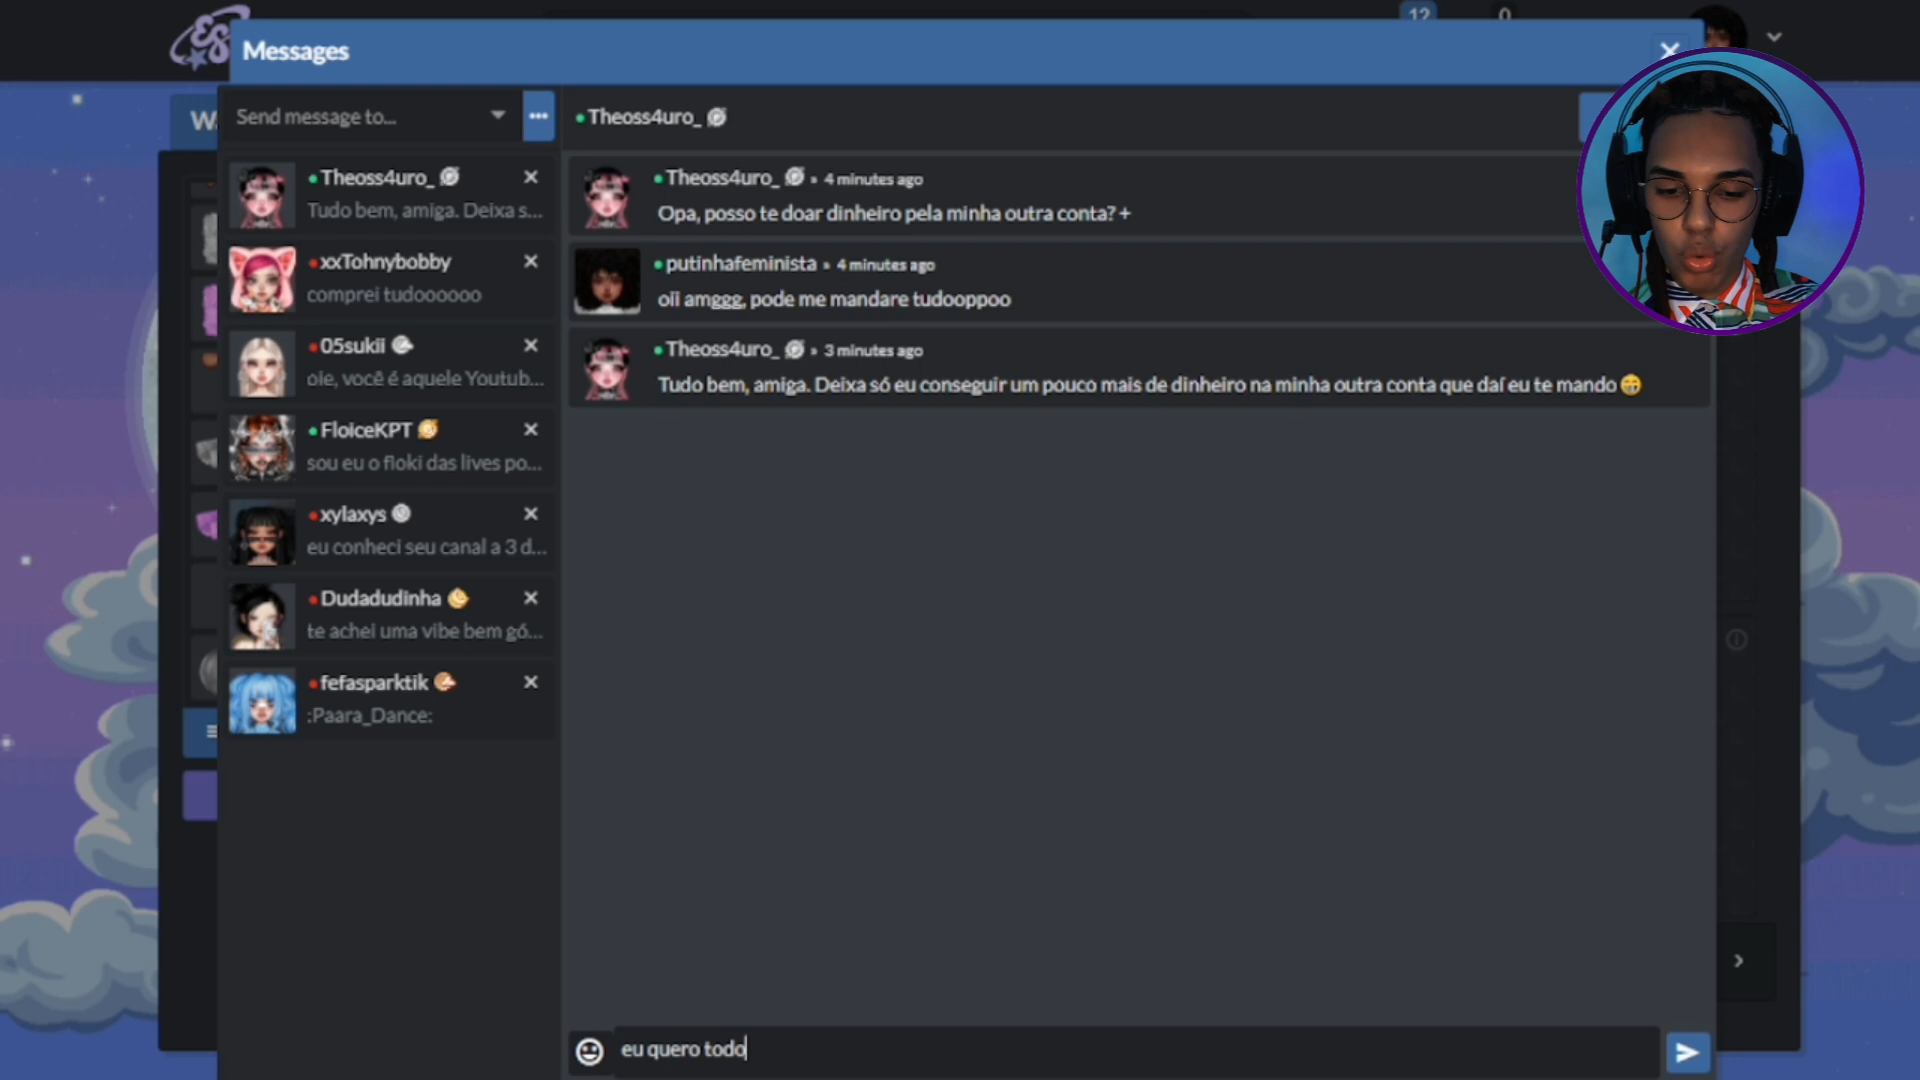 12
0
ES
Messages
W
Send message to...
Theoss4uro_
Theoss4uro_
Tudo bem, amiga. Deixa s...
xxTohnybobby
comprei tudoooooo
05sukii
oie, você é aquele Youtub...
FloiceKPT
sou eu o floki das lives po...
xylaxys
eu conheci seu canal a 3 d...
Dudadudinha
te achei uma vibe bem gó...
fefasparktik
:Paara_Dance:
Theoss4uro_ » 4 minutes ago
Opa, posso te doar dinheiro pela minha outra conta? +
putinhafeminista » 4 minutes ago
oii amggg, pode me mandare tudooppoo
Theoss4uro_ » 3 minutes ago
Tudo bem, amiga. Deixa só eu conseguir um pouco mais de dinheiro na minha outra conta que daí eu te mando 😁
eu quero todo